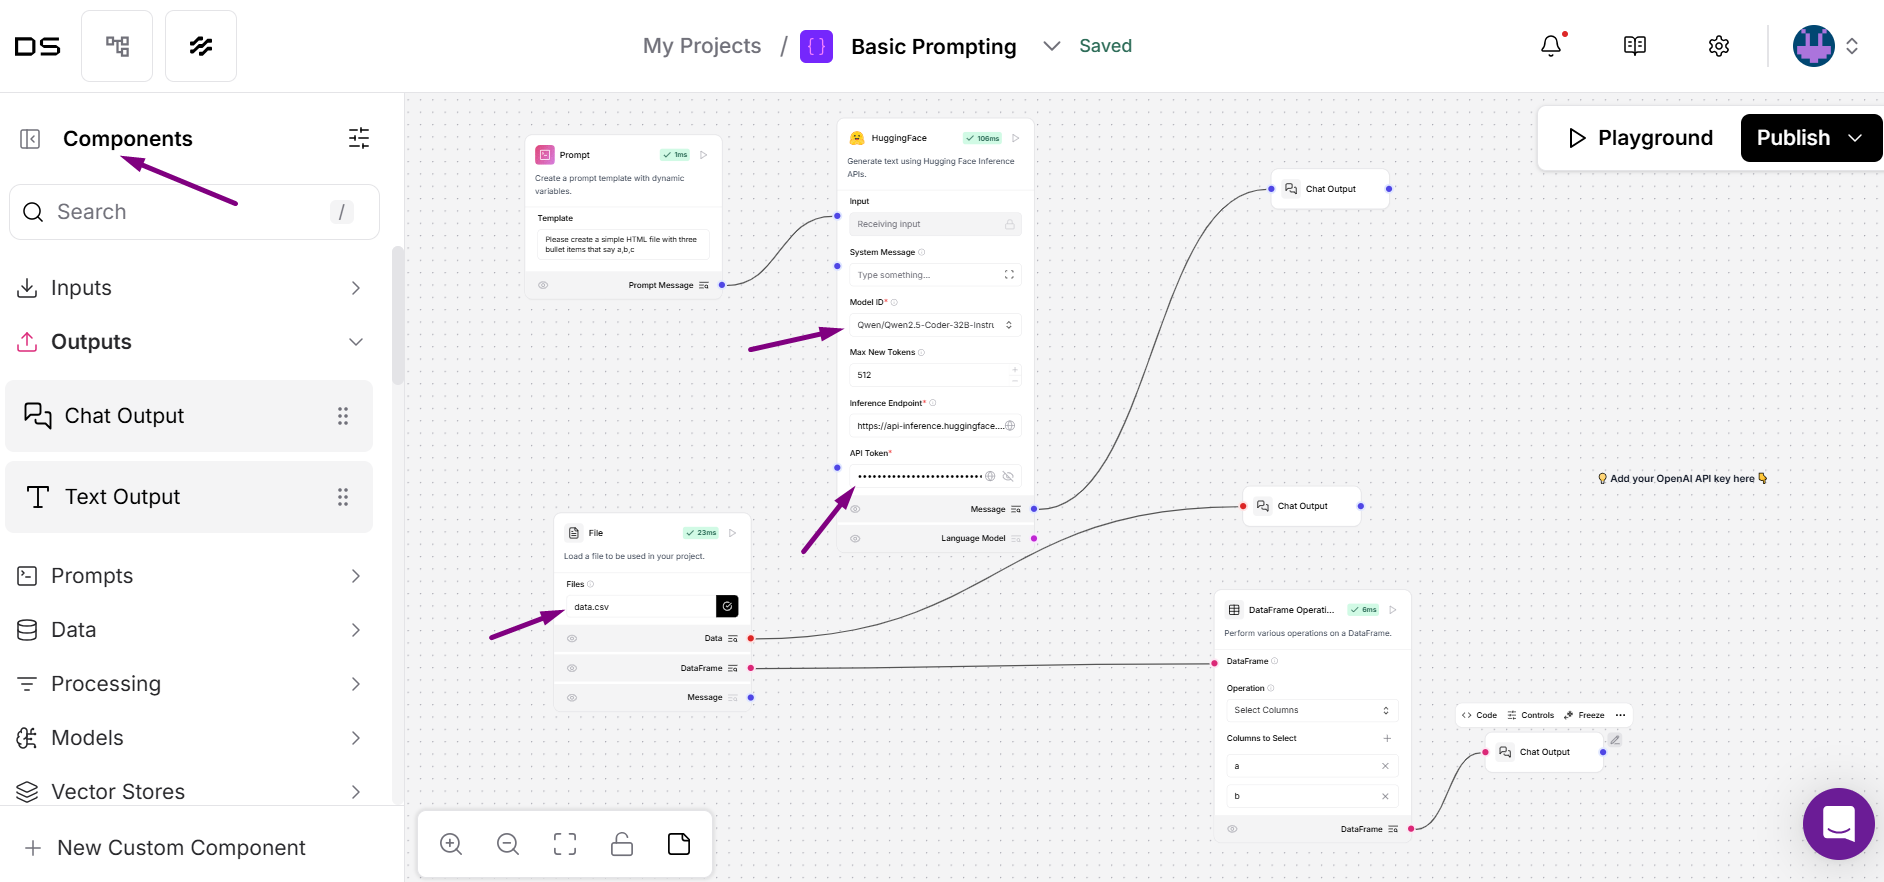 DS
My Projects / Basic Prompting Saved
Components
Search /
Inputs
Outputs
Chat Output
Text Output
Prompts
Data
Processing
Models
Vector Stores
New Custom Component
Playground
Publish
Prompt
1ms
Create a prompt template with dynamic
variables.
Template
Please create a simple HTML file with three
bullet items that say a,b,c
Prompt Message
HuggingFace
106ms
Generate text using Hugging Face Inference
APIs.
Input
Receiving input
System Message
Type something...
Model ID*
Qwen/Qwen2.5-Coder-32B-Instru
Max New Tokens
512
Inference Endpoint*
https://api-inference.huggingface....
API Token*
Message
Language Model
File
23ms
Load a file to be used in your project.
Files
data.csv
Data
DataFrame
Message
Chat Output
Chat Output
Add your OpenAI API key here
DataFrame Operati...
6ms
Perform various operations on a DataFrame.
DataFrame
Operation
Select Columns
Columns to Select
a
b
DataFrame
Code Controls Freeze
Chat Output